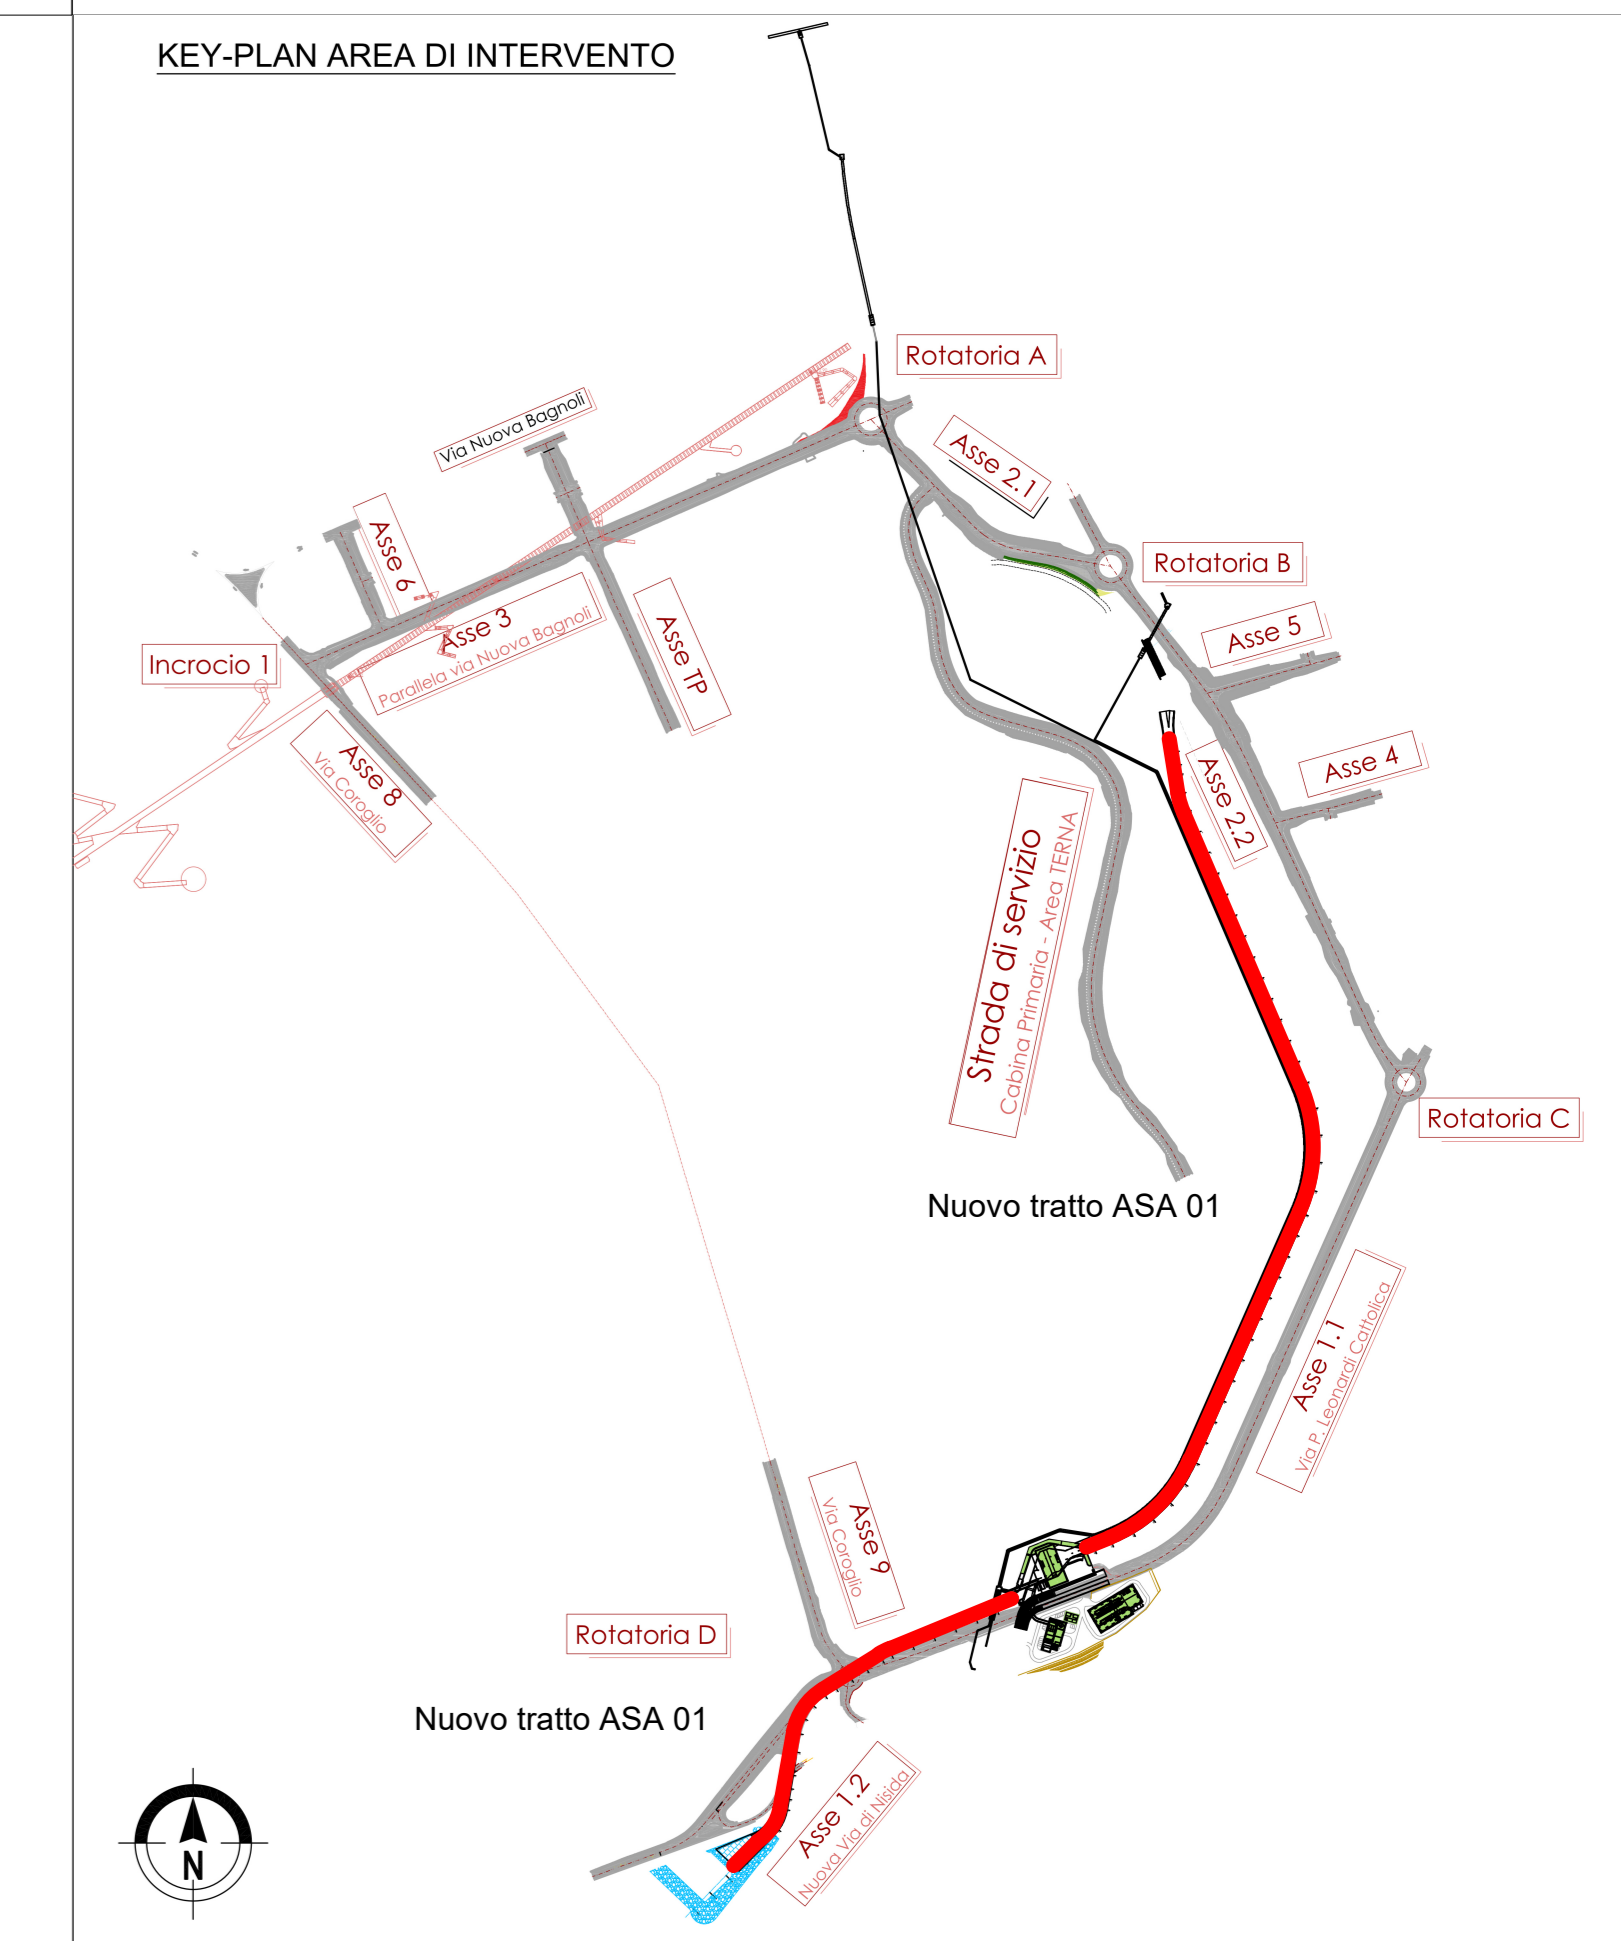 KEY-PLAN AREA DI INTERVENTO
Rotatoria A
Via Nuova Bagnoli
Asse 2.1
Asse 6
Rotatoria B
Asse 3
Parallela via Nuova Bagnoli
Asse TP
Asse 5
Incrocio 1
Asse 8
Via Coroglio
Asse 2.2
Asse 4
Strada di servizio
Cabina Primaria - Area TERNA
Rotatoria C
Nuovo tratto ASA 01
Asse 1.1
Via P. Leonardi Cattolica
Asse 9
Via Coroglio
Rotatoria D
Nuovo tratto ASA 01
Asse 1.2
Nuova Via di Nisida
N